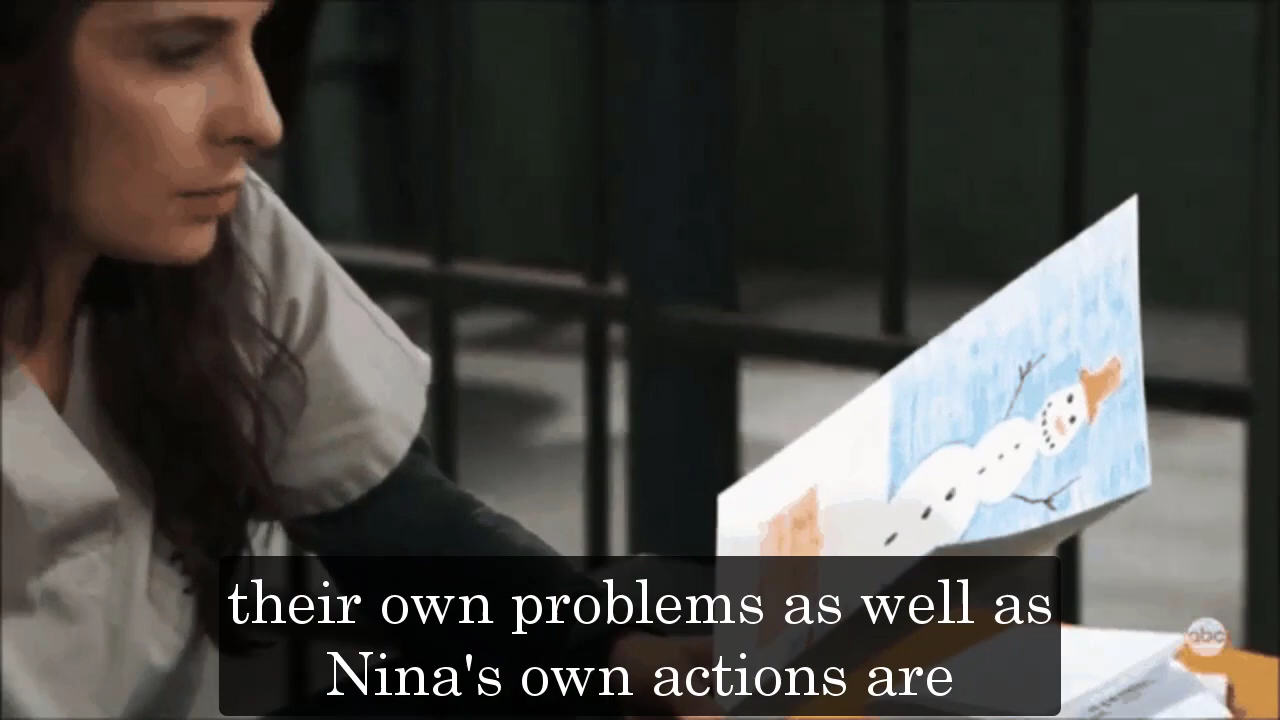 their own problems as well as
Nina's own actions are
abc